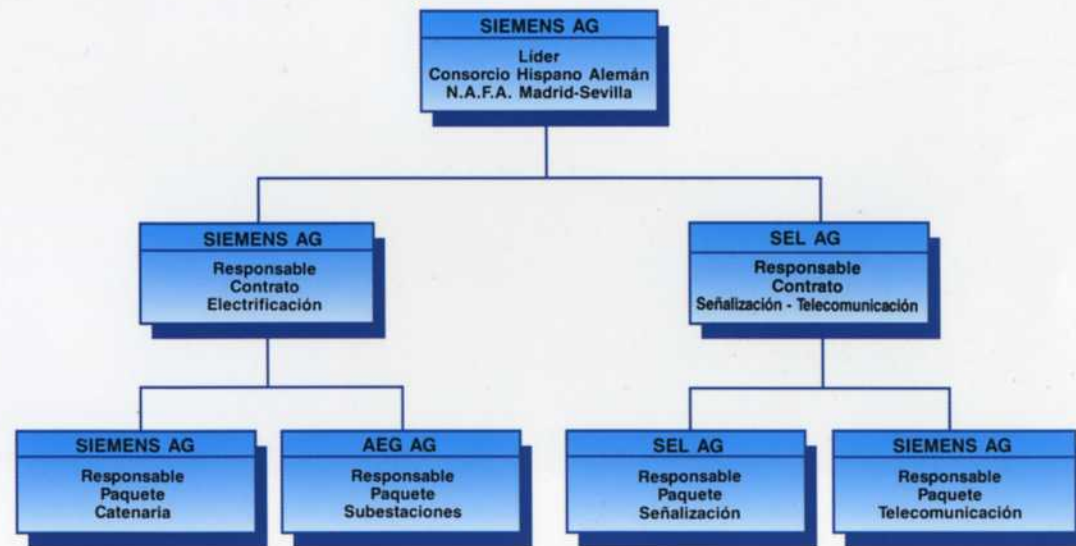 SIEMENS AG
Líder
Consorcio Hispano Alemán
N.A.F.A. Madrid-Sevilla
SIEMENS AG
Responsable
Contrato
Electrificación
SEL AG
Responsable
Contrato
Señalización - Telecomunicación
SIEMENS AG
Responsable
Paquete
Catenaria
AEG AG
Responsable
Paquete
Subestaciones
SEL AG
Responsable
Paquete
Señalización
SIEMENS AG
Responsable
Paquete
Telecomunicación